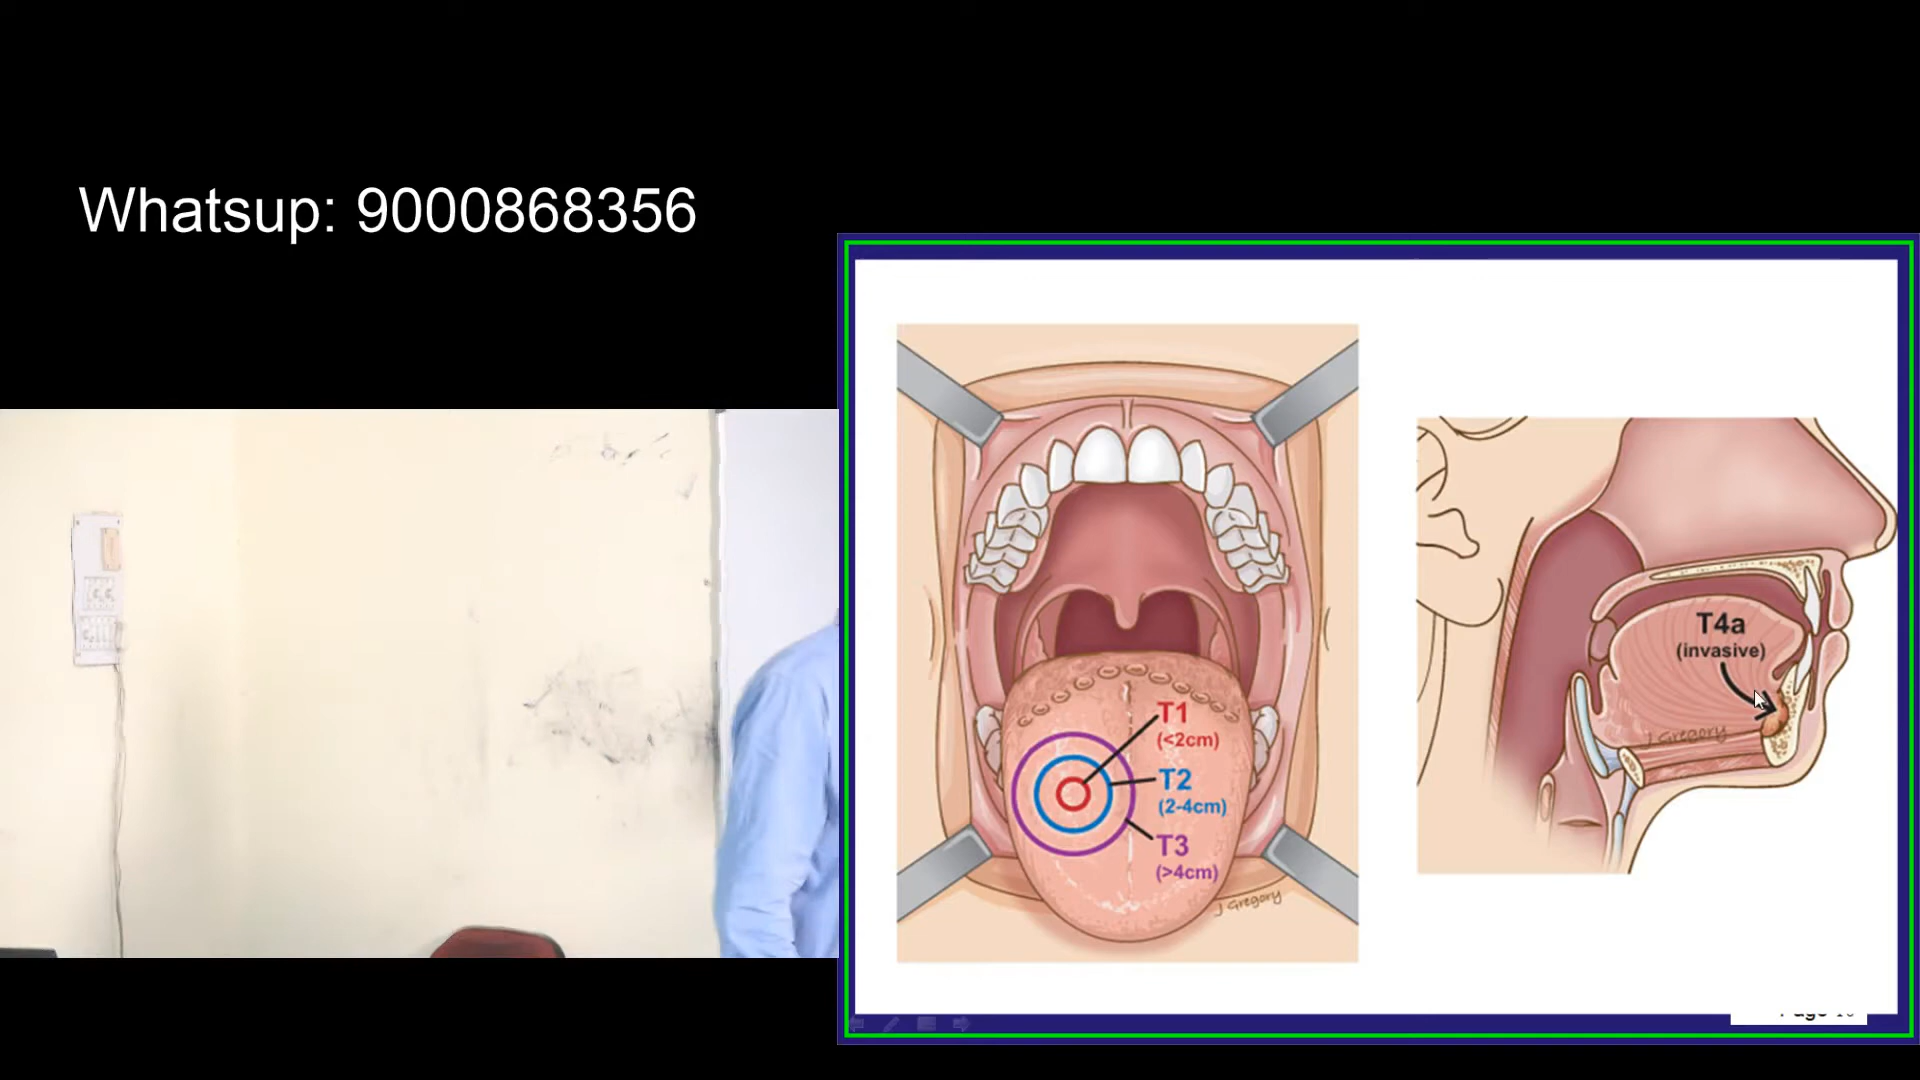 Whatsup: 9000868356
T1
(<2cm)
T2
(2-4cm)
T3
(>4cm)
J Gregory
T4a
(invasive)
J Gregory